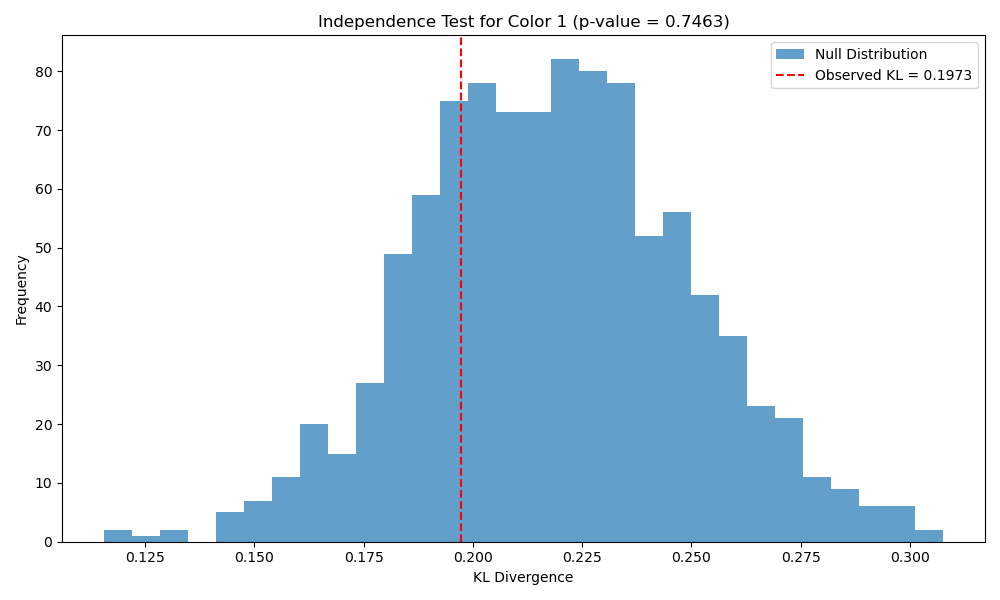 Independence Test for Color 1 (p-value = 0.7463)
Null Distribution
Observed KL = 0.1973
Frequency
80
70
60
50
40
30
20
10
0
0.125 0.150 0.175 0.200 0.225 0.250 0.275 0.300
KL Divergence